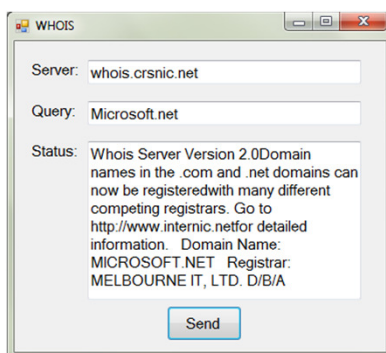 WHOIS
Server: whois.crsnic.net
Query: Microsoft.net
Status: Whois Server Version 2.0Domain
names in the .com and .net domains can
now be registeredwith many different
competing registrars. Go to
http://www.internic.netfor detailed
information. Domain Name:
MICROSOFT.NET Registrar:
MELBOURNE IT, LTD. D/B/A
Send